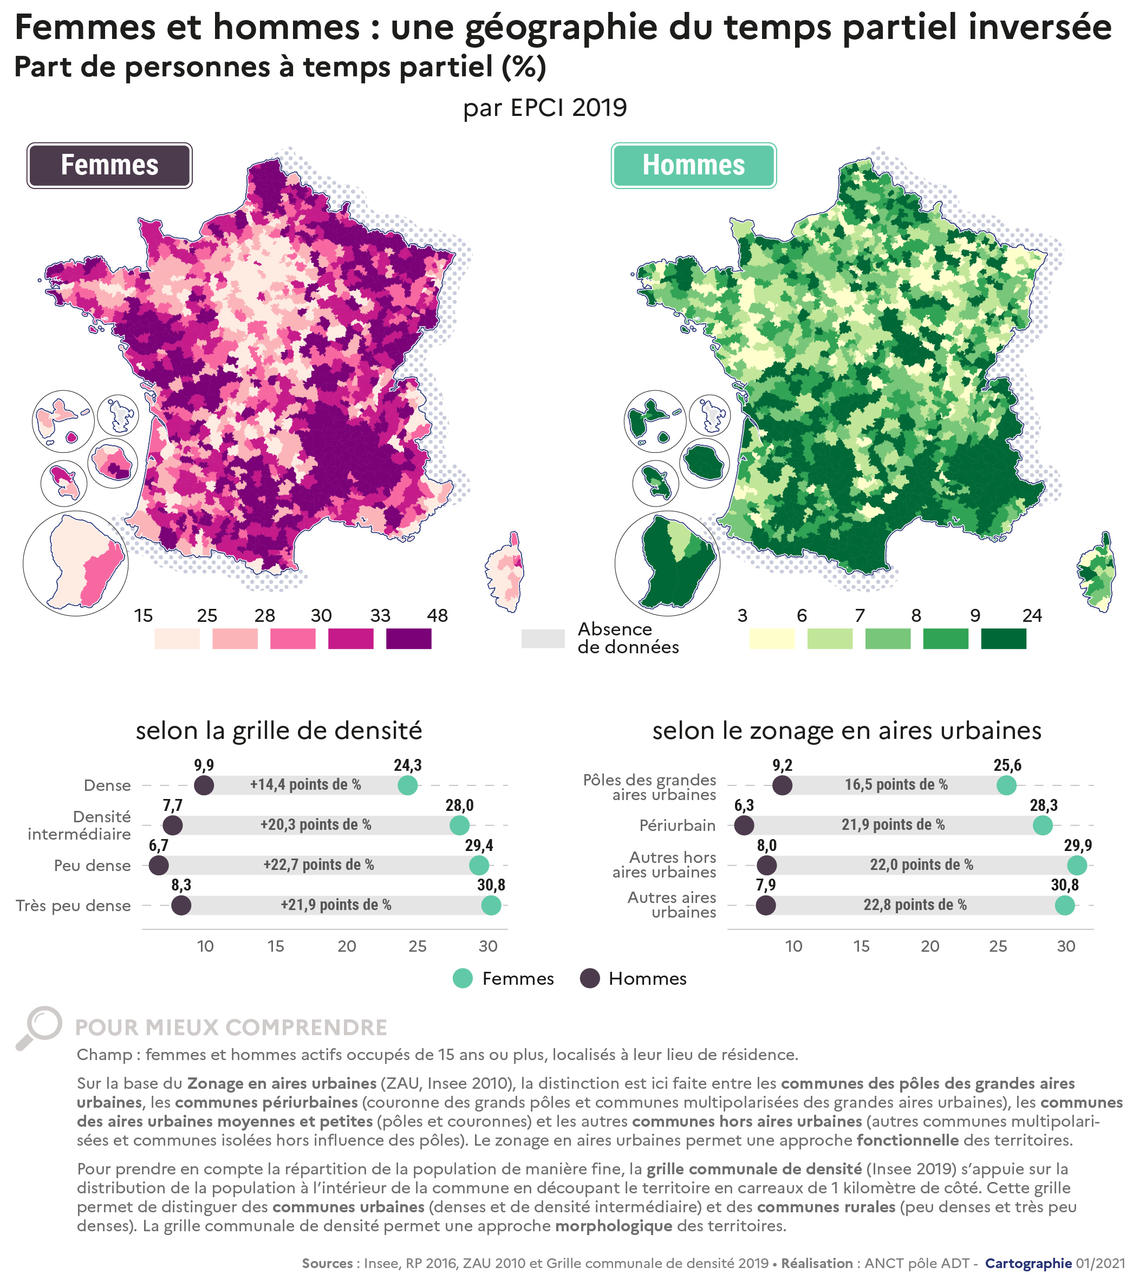 Femmes et hommes : une géographie du temps partiel inversée
Part de personnes à temps partiel (%)
par EPCI 2019
Femmes
Hommes
15 25 28 30 33 48
Absence
de données
3 6 7 8 9 24
selon la grille de densité
9,9 24,3
Dense +14,4 points de %
7,7 28,0
Densité
intermédiaire +20,3 points de %
6,7 29,4
Peu dense +22,7 points de %
8,3 30,8
Très peu dense +21,9 points de %
10 15 20 25 30
selon le zonage en aires urbaines
9,2 25,6
Pôles des grandes
aires urbaines 16,5 points de %
6,3 28,3
Périurbain 21,9 points de %
8,0 29,9
Autres hors
aires urbaines 22,0 points de %
7,9 30,8
Autres aires
urbaines 22,8 points de %
10 15 20 25 30
Femmes Hommes
POUR MIEUX COMPRENDRE
Champ : femmes et hommes actifs occupés de 15 ans ou plus, localisés à leur lieu de résidence.
Sur la base du Zonage en aires urbaines (ZAU, Insee 2010), la distinction est ici faite entre les communes des pôles des grandes aires
urbaines, les communes périurbaines (couronne des grands pôles et communes multipolarisées des grandes aires urbaines), les communes
des aires urbaines moyennes et petites (pôles et couronnes) et les autres communes hors aires urbaines (autres communes multipolari-
sées et communes isolées hors influence des pôles). Le zonage en aires urbaines permet une approche fonctionnelle des territoires.
Pour prendre en compte la répartition de la population de manière fine, la grille communale de densité (Insee 2019) s'appuie sur la
distribution de la population à l'intérieur de la commune en découpant le territoire en carreaux de 1 kilomètre de côté. Cette grille
permet de distinguer des communes urbaines (denses et de densité intermédiaire) et des communes rurales (peu denses et très peu
denses). La grille communale de densité permet une approche morphologique des territoires.
Sources : Insee, RP 2016, ZAU 2010 et Grille communale de densité 2019 • Réalisation : ANCT pôle ADT - Cartographie 01/2021